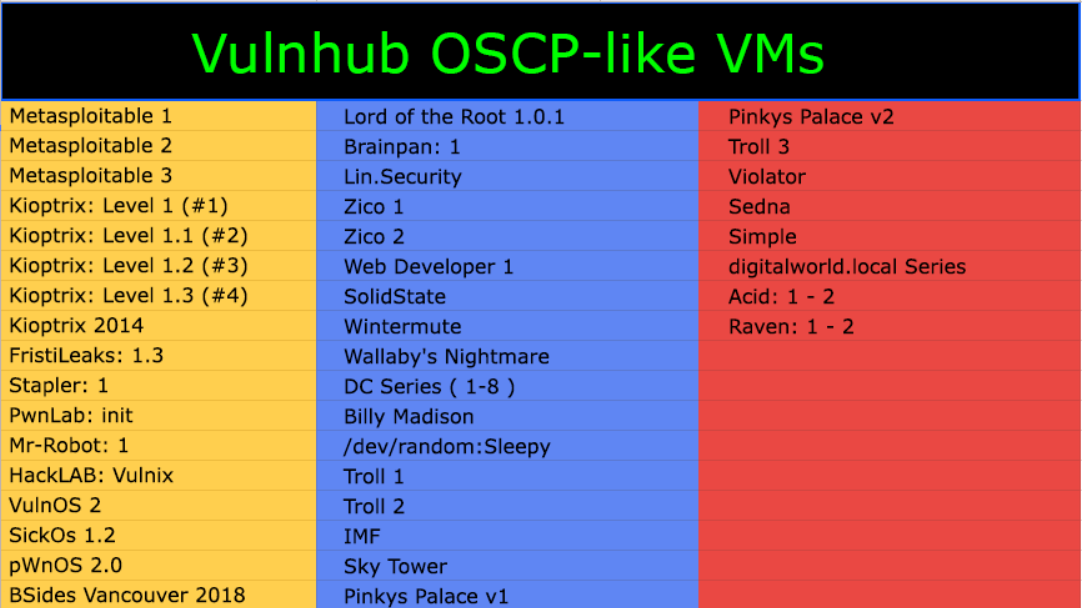 Vulnhub OSCP-like VMs
Metasploitable 1
Metasploitable 2
Metasploitable 3
Kioptrix: Level 1 (#1)
Kioptrix: Level 1.1 (#2)
Kioptrix: Level 1.2 (#3)
Kioptrix: Level 1.3 (#4)
Kioptrix 2014
FristiLeaks: 1.3
Stapler: 1
PwnLab: init
Mr-Robot: 1
HackLAB: Vulnix
VulnOS 2
SickOs 1.2
pWnOS 2.0
BSides Vancouver 2018
Lord of the Root 1.0.1
Brainpan: 1
Lin.Security
Zico 1
Zico 2
Web Developer 1
SolidState
Wintermute
Wallaby's Nightmare
DC Series ( 1-8 )
Billy Madison
/dev/random:Sleepy
Troll 1
Troll 2
IMF
Sky Tower
Pinkys Palace v1
Pinkys Palace v2
Troll 3
Violator
Sedna
Simple
digitalworld.local Series
Acid: 1 - 2
Raven: 1 - 2